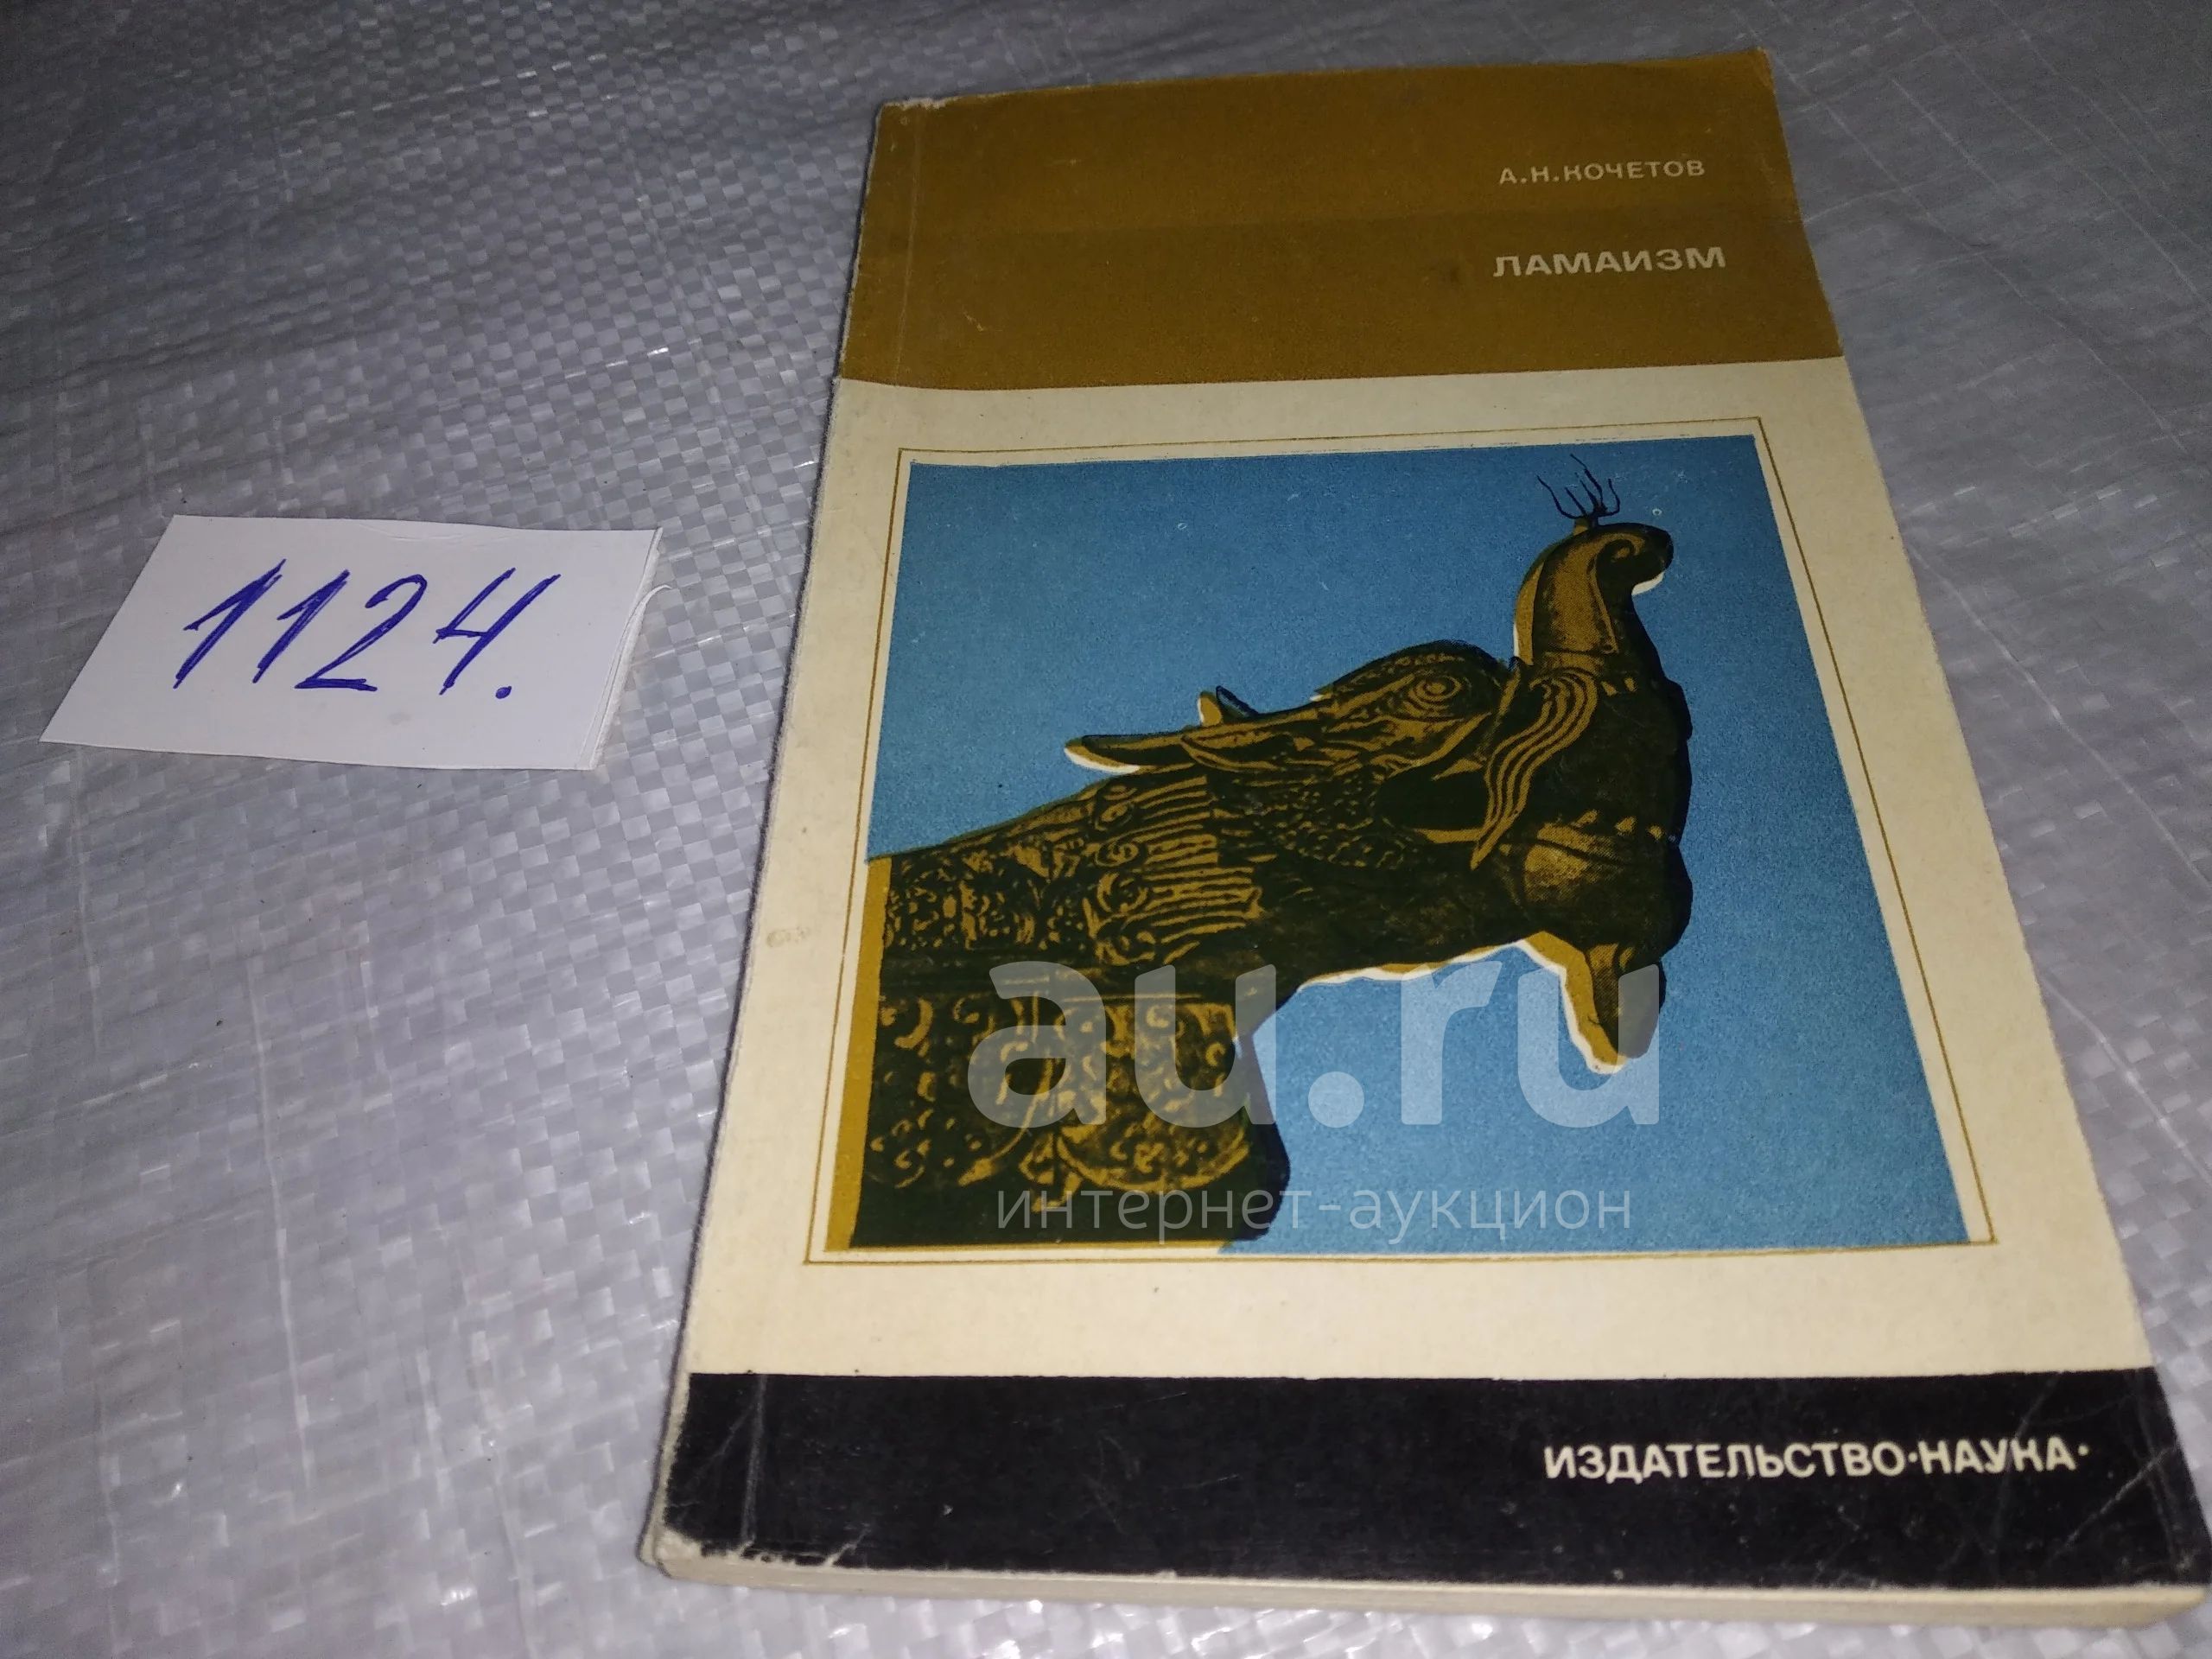 А.Н.КОЧЕТОВ
ЛАМАИЗМ
1124.
au.ru
интернет-аукцион
ИЗДАТЕЛЬСТВО·НАУКА·